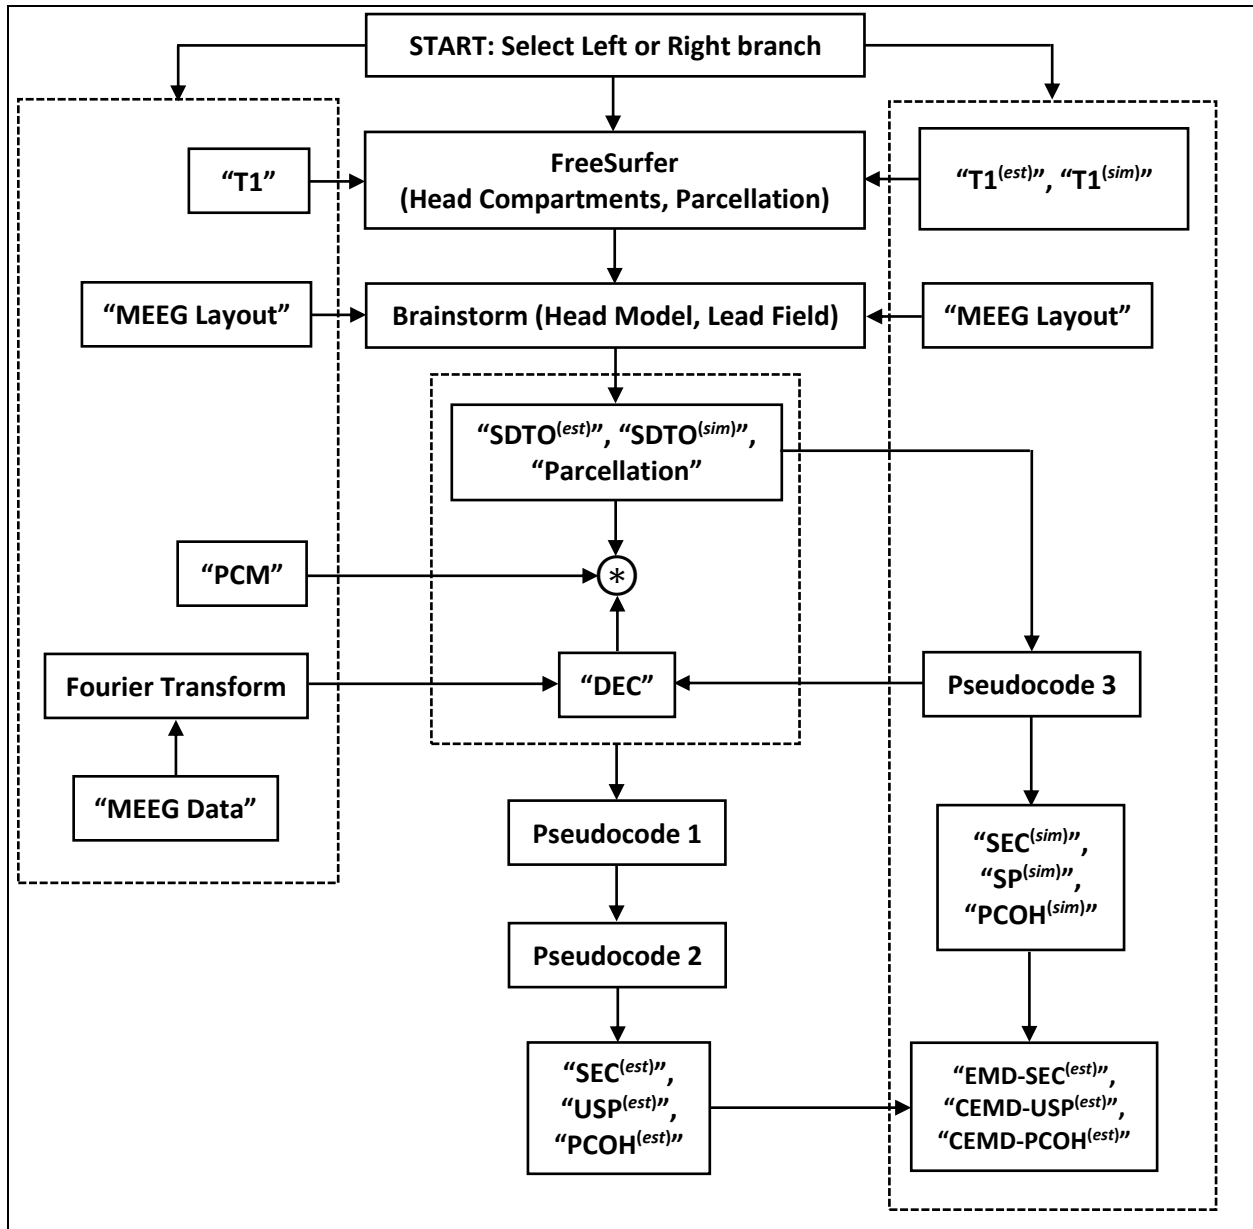 START: Select Left or Right branch
“T1”
FreeSurfer
(Head Compartments, Parcellation)
“T1(est)”, “T1(sim)”
“MEEG Layout”
Brainstorm (Head Model, Lead Field)
“MEEG Layout”
“SDTO(est)”, “SDTO(sim)”,
“Parcellation”
“PCM”
*
Fourier Transform
“DEC”
Pseudocode 3
“MEEG Data”
Pseudocode 1
“SEC(sim)”,
“SP(sim)”,
“PCOH(sim)”
Pseudocode 2
“SEC(est)”,
“USP(est)”,
“PCOH(est)”
“EMD-SEC(est)”,
“CEMD-USP(est)”,
“CEMD-PCOH(est)”